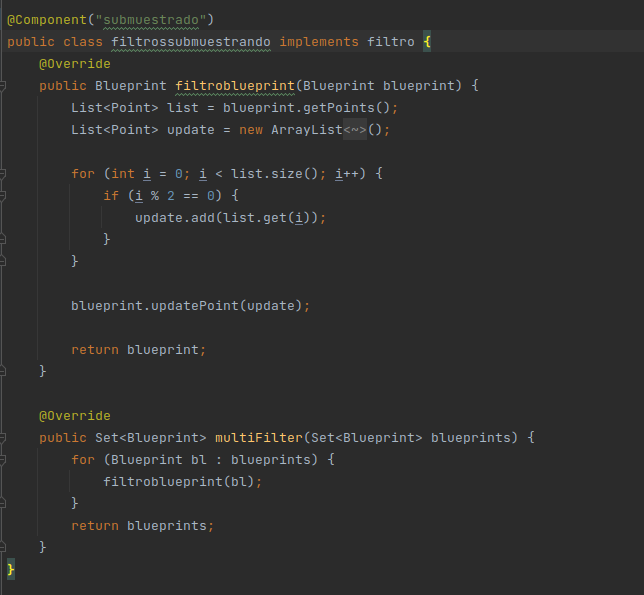 @Component("submuestrado")
public class filtrossubmuestrando implements filtro {
    @Override
    public Blueprint filtroblueprint(Blueprint blueprint) {
        List<Point> list = blueprint.getPoints();
        List<Point> update = new ArrayList<~>();

        for (int i = 0; i < list.size(); i++) {
            if (i % 2 == 0) {
                update.add(list.get(i));
            }
        }

        blueprint.updatePoint(update);

        return blueprint;
    }

    @Override
    public Set<Blueprint> multiFilter(Set<Blueprint> blueprints) {
        for (Blueprint bl : blueprints) {
            filtroblueprint(bl);
        }
        return blueprints;
    }
}